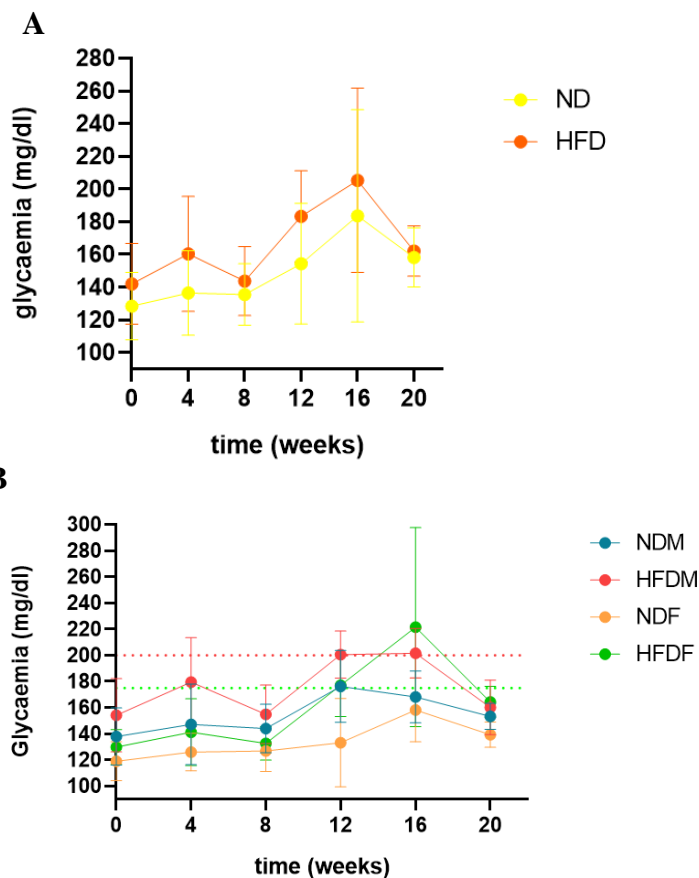 A
280
260
240
220
200
180
160
140
120
100
glycaemia (mg/dl)
0 4 8 12 16 20
time (weeks)
ND
HFD
B
300
280
260
240
220
200
180
160
140
120
100
Glycaemia (mg/dl)
0 4 8 12 16 20
time (weeks)
NDM
HFDM
NDF
HFDF